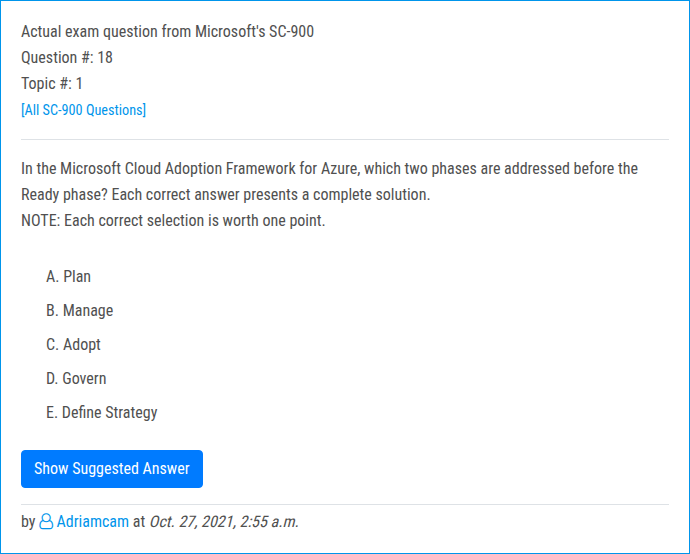 Actual exam question from Microsoft's SC-900
Question #: 18
Topic #: 1
[All SC-900 Questions]
In the Microsoft Cloud Adoption Framework for Azure, which two phases are addressed before the
Ready phase? Each correct answer presents a complete solution.
NOTE: Each correct selection is worth one point.
A. Plan
B. Manage
C. Adopt
D. Govern
E. Define Strategy
Show Suggested Answer
by Adriamcam at Oct. 27, 2021, 2:55 a.m.